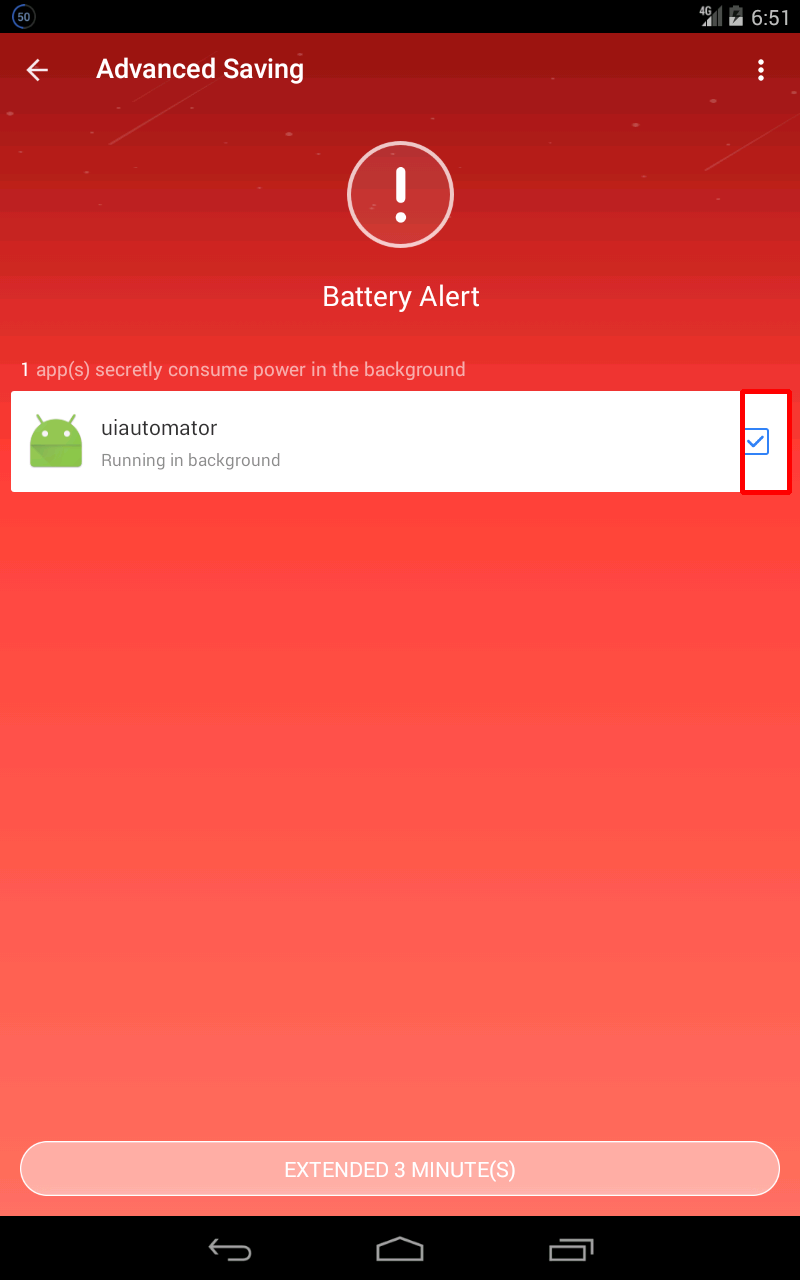 50
4G 6:51
Advanced Saving
Battery Alert
1 app(s) secretly consume power in the background
uiautomator
Running in background
EXTENDED 3 MINUTE(S)